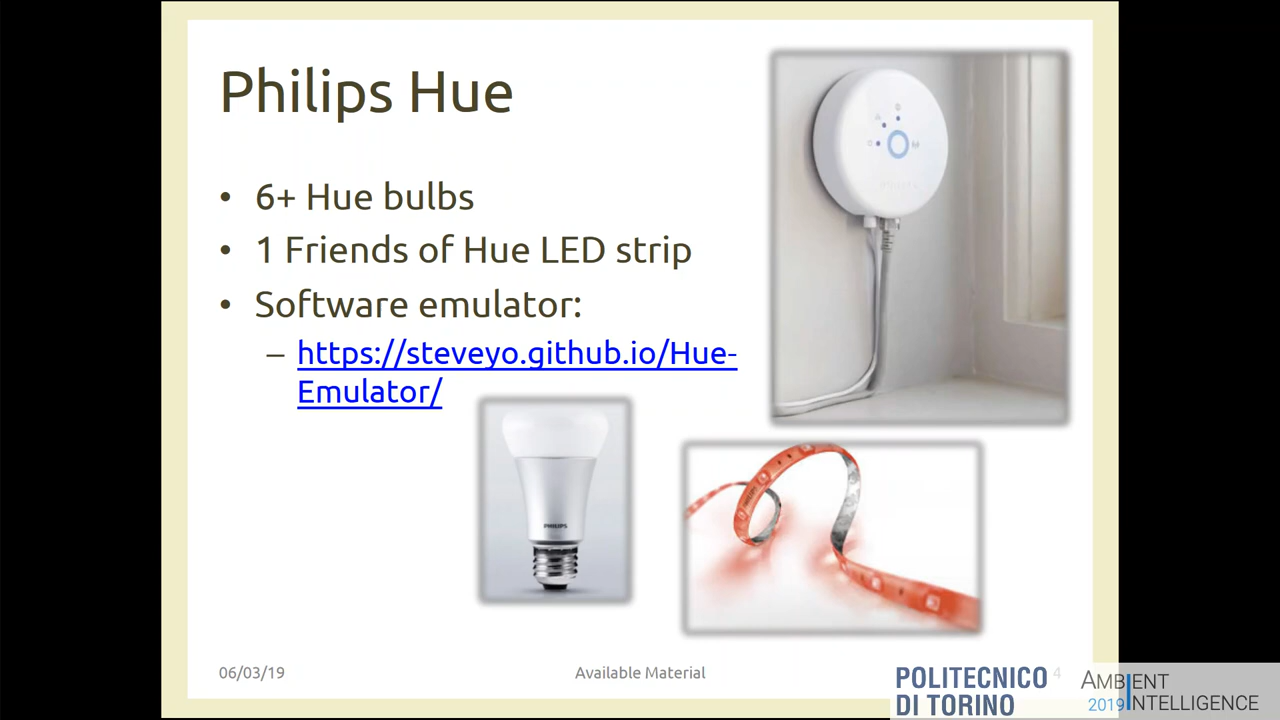 Philips Hue
• 6+ Hue bulbs
• 1 Friends of Hue LED strip
• Software emulator:
– https://steveyo.github.io/Hue-
Emulator/
PHILIPS
06/03/19
Available Material
4
POLITECNICO
DI TORINO
AMBIENT
2019 INTELLIGENCE